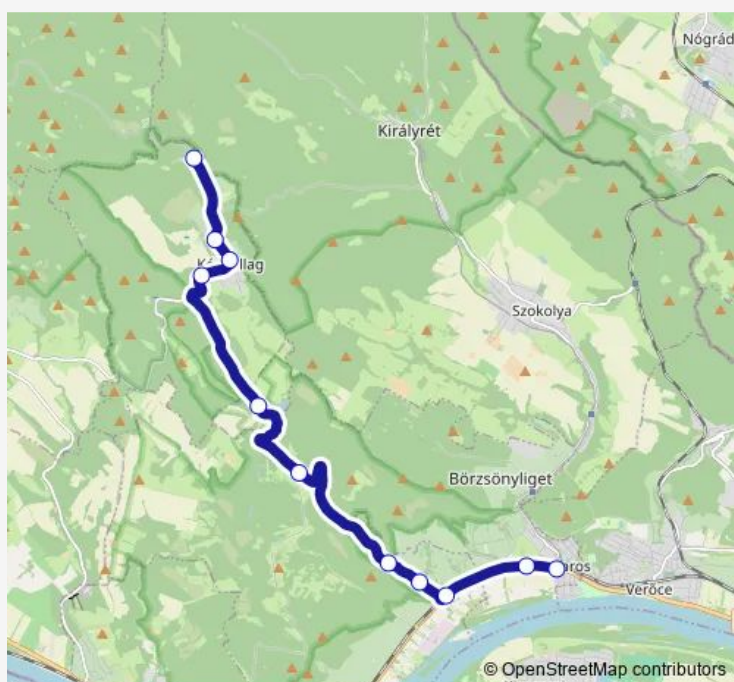 Nógrád
Királyrét
Szokolya
Börzsönyliget
Verőce
© OpenStreetMap contributors